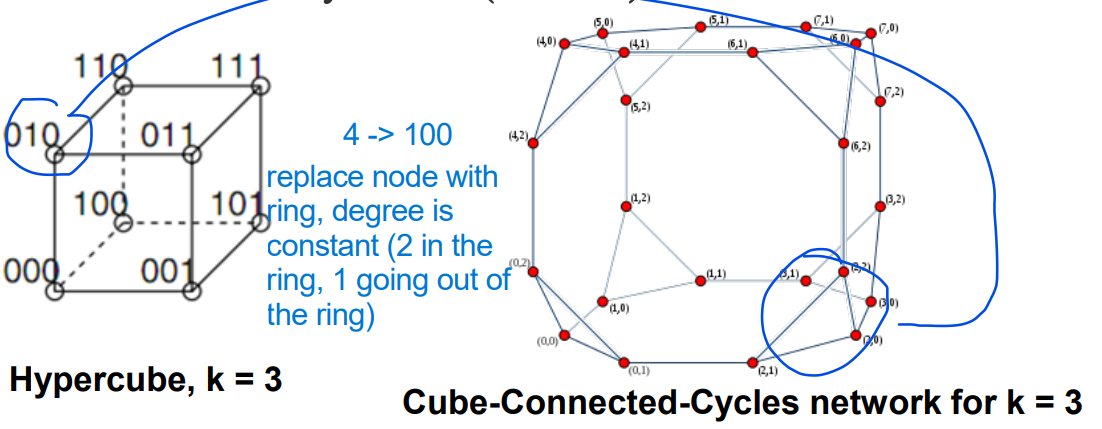 110 111
010 011
100 101
000 001
Hypercube, k = 3
4 -> 100
replace node with
ring, degree is
constant (2 in the
ring, 1 going out of
the ring)
(5,0) (5,1) (7,1) (7,0)
(4,0) (4,1) (6,1) (6,0)
(5,2) (7,2)
(4,2) (6,2)
(1,2) (3,2)
(0,2) (1,1) (3,1) (2,2)
(1,0) (3,0)
(0,0) (2,0)
(0,1) (2,1)
Cube-Connected-Cycles network for k = 3